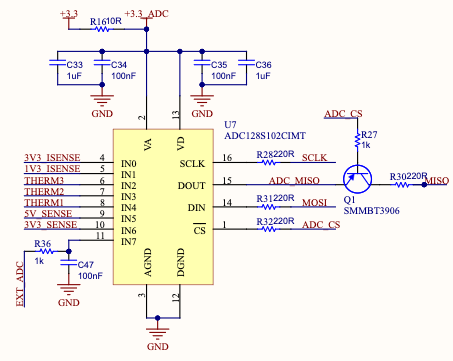 +3.3 +3.3_ADC
R16 10R
C33 1uF
C34 100nF
C35 100nF
C36 1uF
GND GND
2 13
U7
ADC128S102CIMT
VA VD
3V3_ISENSE 4 IN0
1V3_ISENSE 5 IN1
THERM3 6 IN2
THERM2 7 IN3
THERM1 8 IN4
5V_SENSE 9 IN5
3V3_SENSE 10 IN6
11 IN7
SCLK 16 R28 220R SCLK
DOUT 15 ADC_MISO
DIN 14 R31 220R MOSI
CS 1 R32 220R ADC_CS
ADC_CS
R27
1k
R30 220R MISO
Q1
SMMBT3906
R36
1k
C47
100nF
GND
EXT_ADC
AGND DGND
3 12
GND